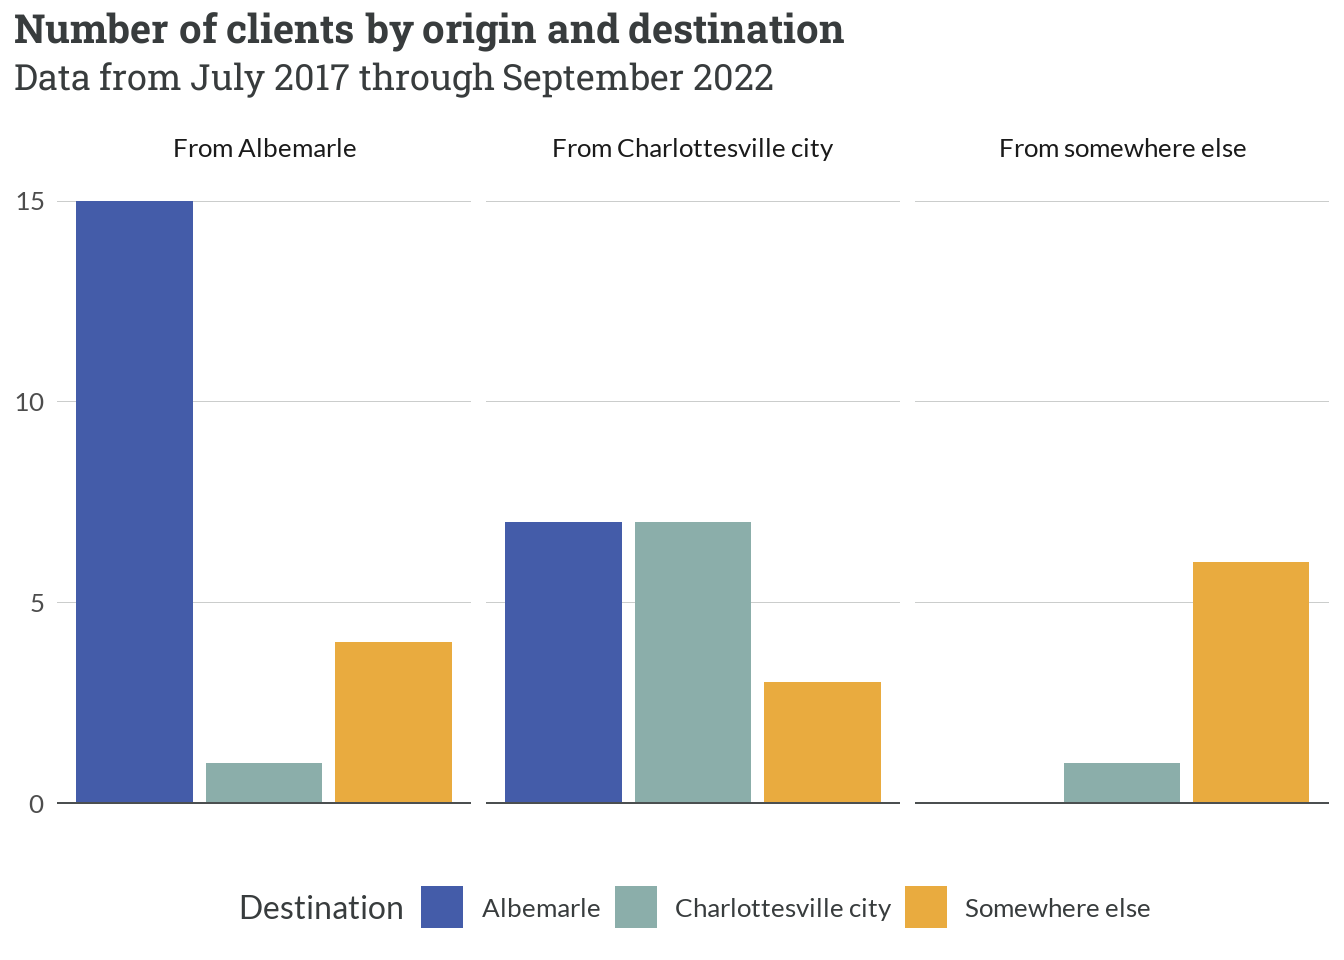 Number of clients by origin and destination
Data from July 2017 through September 2022
From Albemarle
From Charlottesville city
From somewhere else
15
10
5
0
Destination
Albemarle
Charlottesville city
Somewhere else